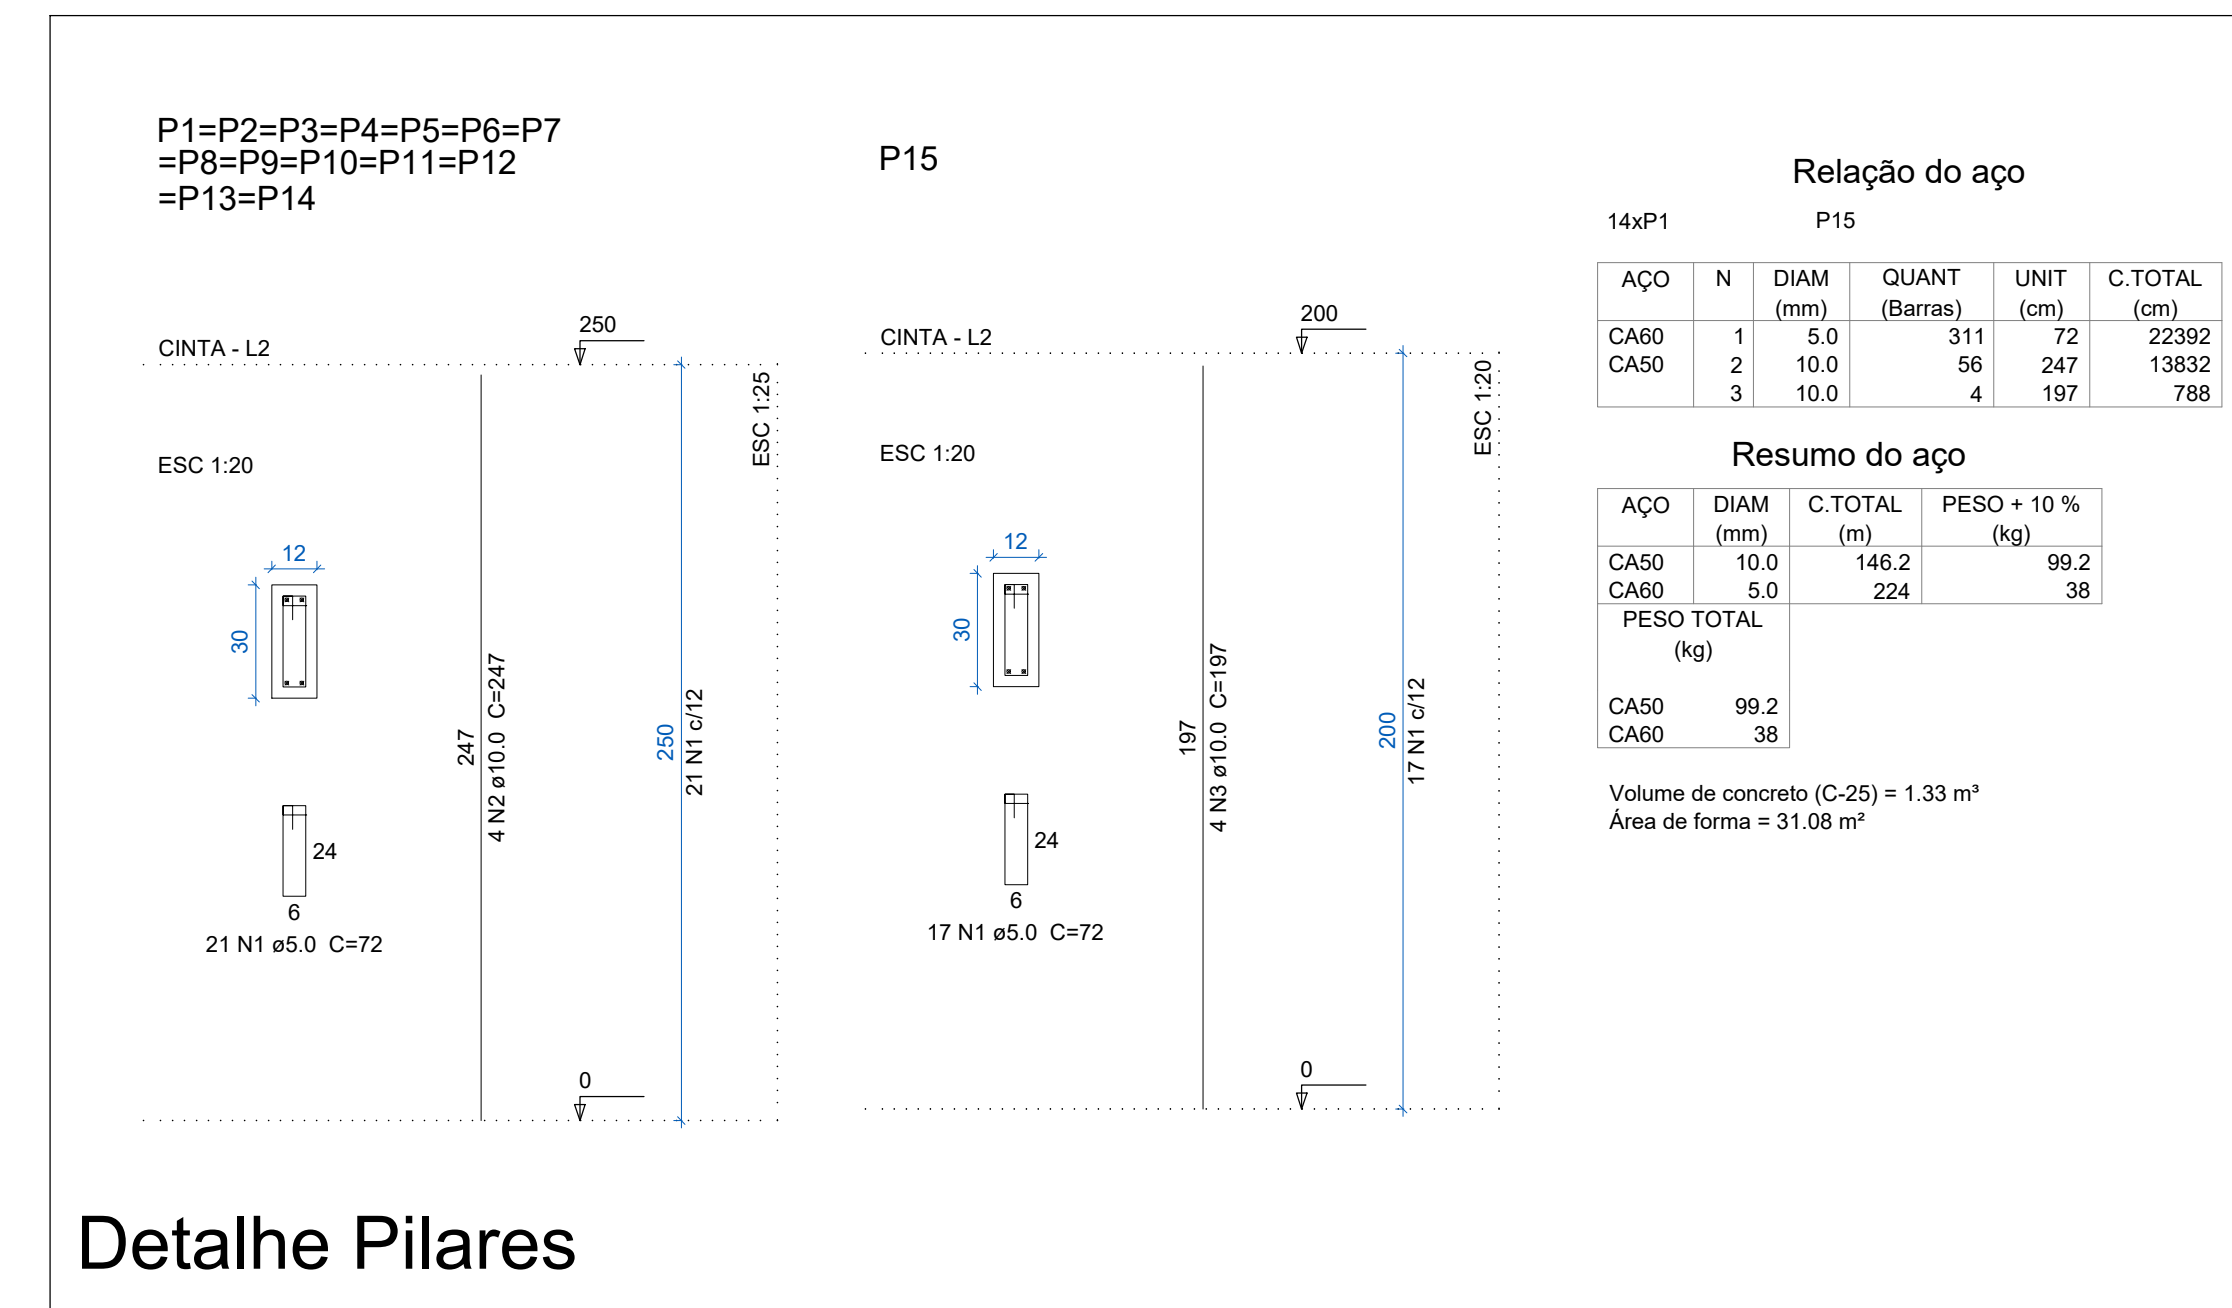 P1=P2=P3=P4=P5=P6=P7
=P8=P9=P10=P11=P12
=P13=P14
CINTA - L2
250
ESC 1:25
ESC 1:20
12
30
247
4 N2 ø10.0 C=247
250
21 N1 c/12
24
6
21 N1 ø5.0 C=72
0
P15
CINTA - L2
200
ESC 1:20
ESC 1:20
12
30
197
4 N3 ø10.0 C=197
200
17 N1 c/12
24
6
17 N1 ø5.0 C=72
0
Relação do aço
14xP1 P15
AÇO N DIAM QUANT UNIT C.TOTAL
(mm) (Barras) (cm) (cm)
CA60 1 5.0 311 72 22392
CA50 2 10.0 56 247 13832
3 10.0 4 197 788
Resumo do aço
AÇO DIAM C.TOTAL PESO + 10 %
(mm) (m) (kg)
CA50 10.0 146.2 99.2
CA60 5.0 224 38
PESO TOTAL
(kg)
CA50 99.2
CA60 38
Volume de concreto (C-25) = 1.33 m³
Área de forma = 31.08 m²
Detalhe Pilares